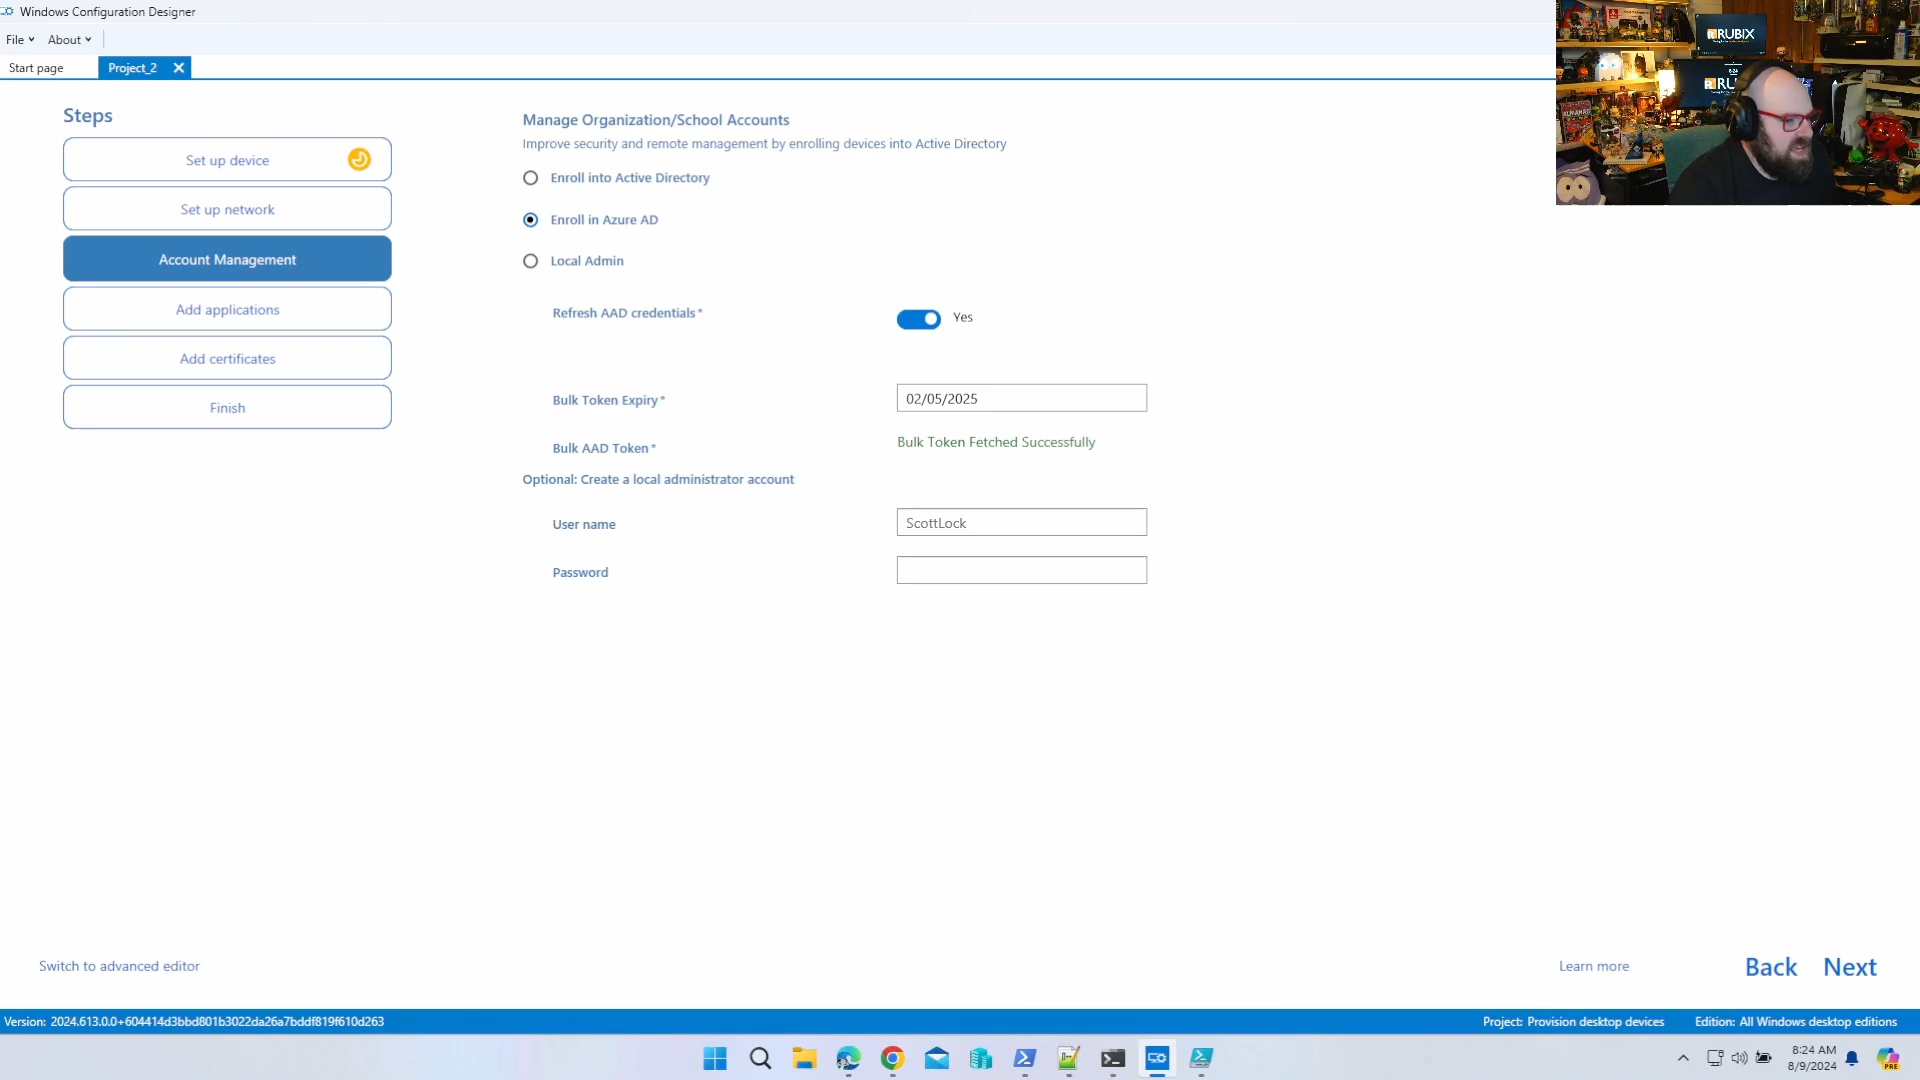 Windows Configuration Designer
File
About
Start page
Project_2
RUBIX
Steps
Set up device
Set up network
Account Management
Add applications
Add certificates
Finish
Manage Organization/School Accounts
Improve security and remote management by enrolling devices into Active Directory
Enroll into Active Directory
Enroll in Azure AD
Local Admin
Refresh AAD credentials*
Yes
Bulk Token Expiry*
02/05/2025
Bulk AAD Token*
Bulk Token Fetched Successfully
Optional: Create a local administrator account
User name
ScottLock
Password
Switch to advanced editor
Learn more
Back
Next
Version: 2024.613.0.0+604414d3bbd801b3022da26a7bddf819f610d263
Project: Provision desktop devices
Edition: All Windows desktop editions
8:24 AM
8/9/2024
PRE